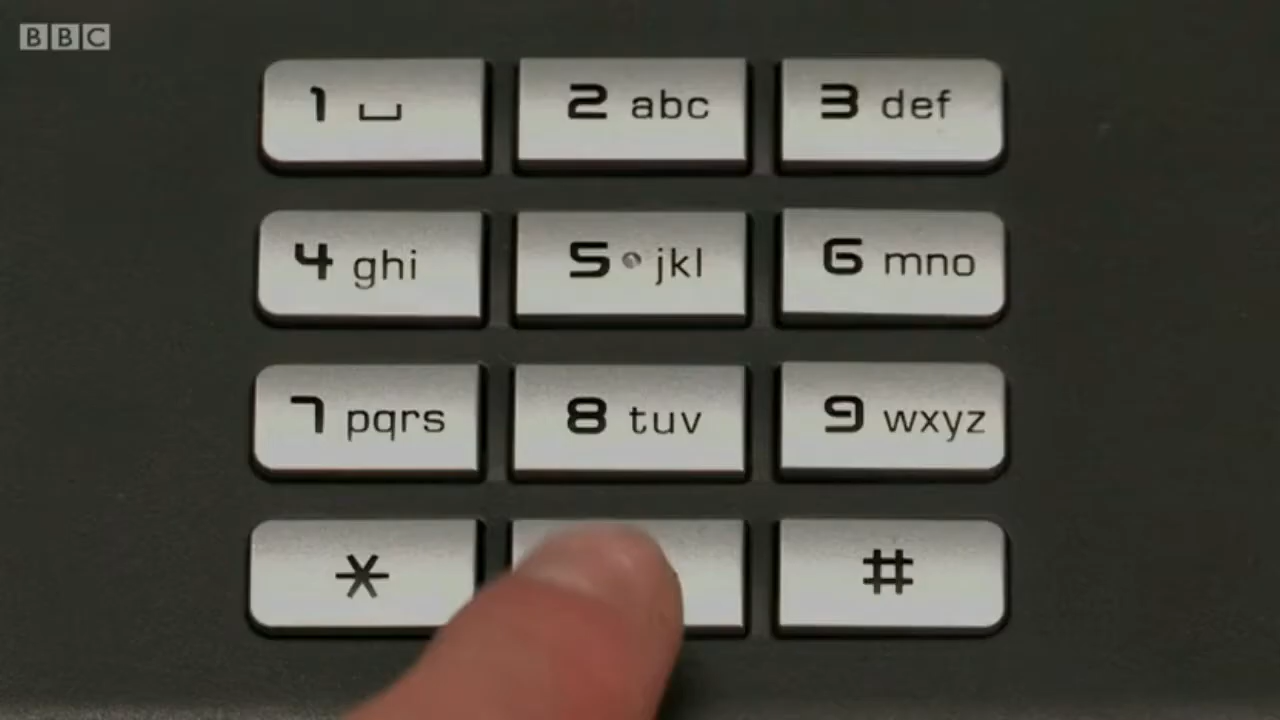 BBC
1 ⌴ 2 abc 3 def
4 ghi 5 jkl 6 mno
7 pqrs 8 tuv 9 wxyz
* #